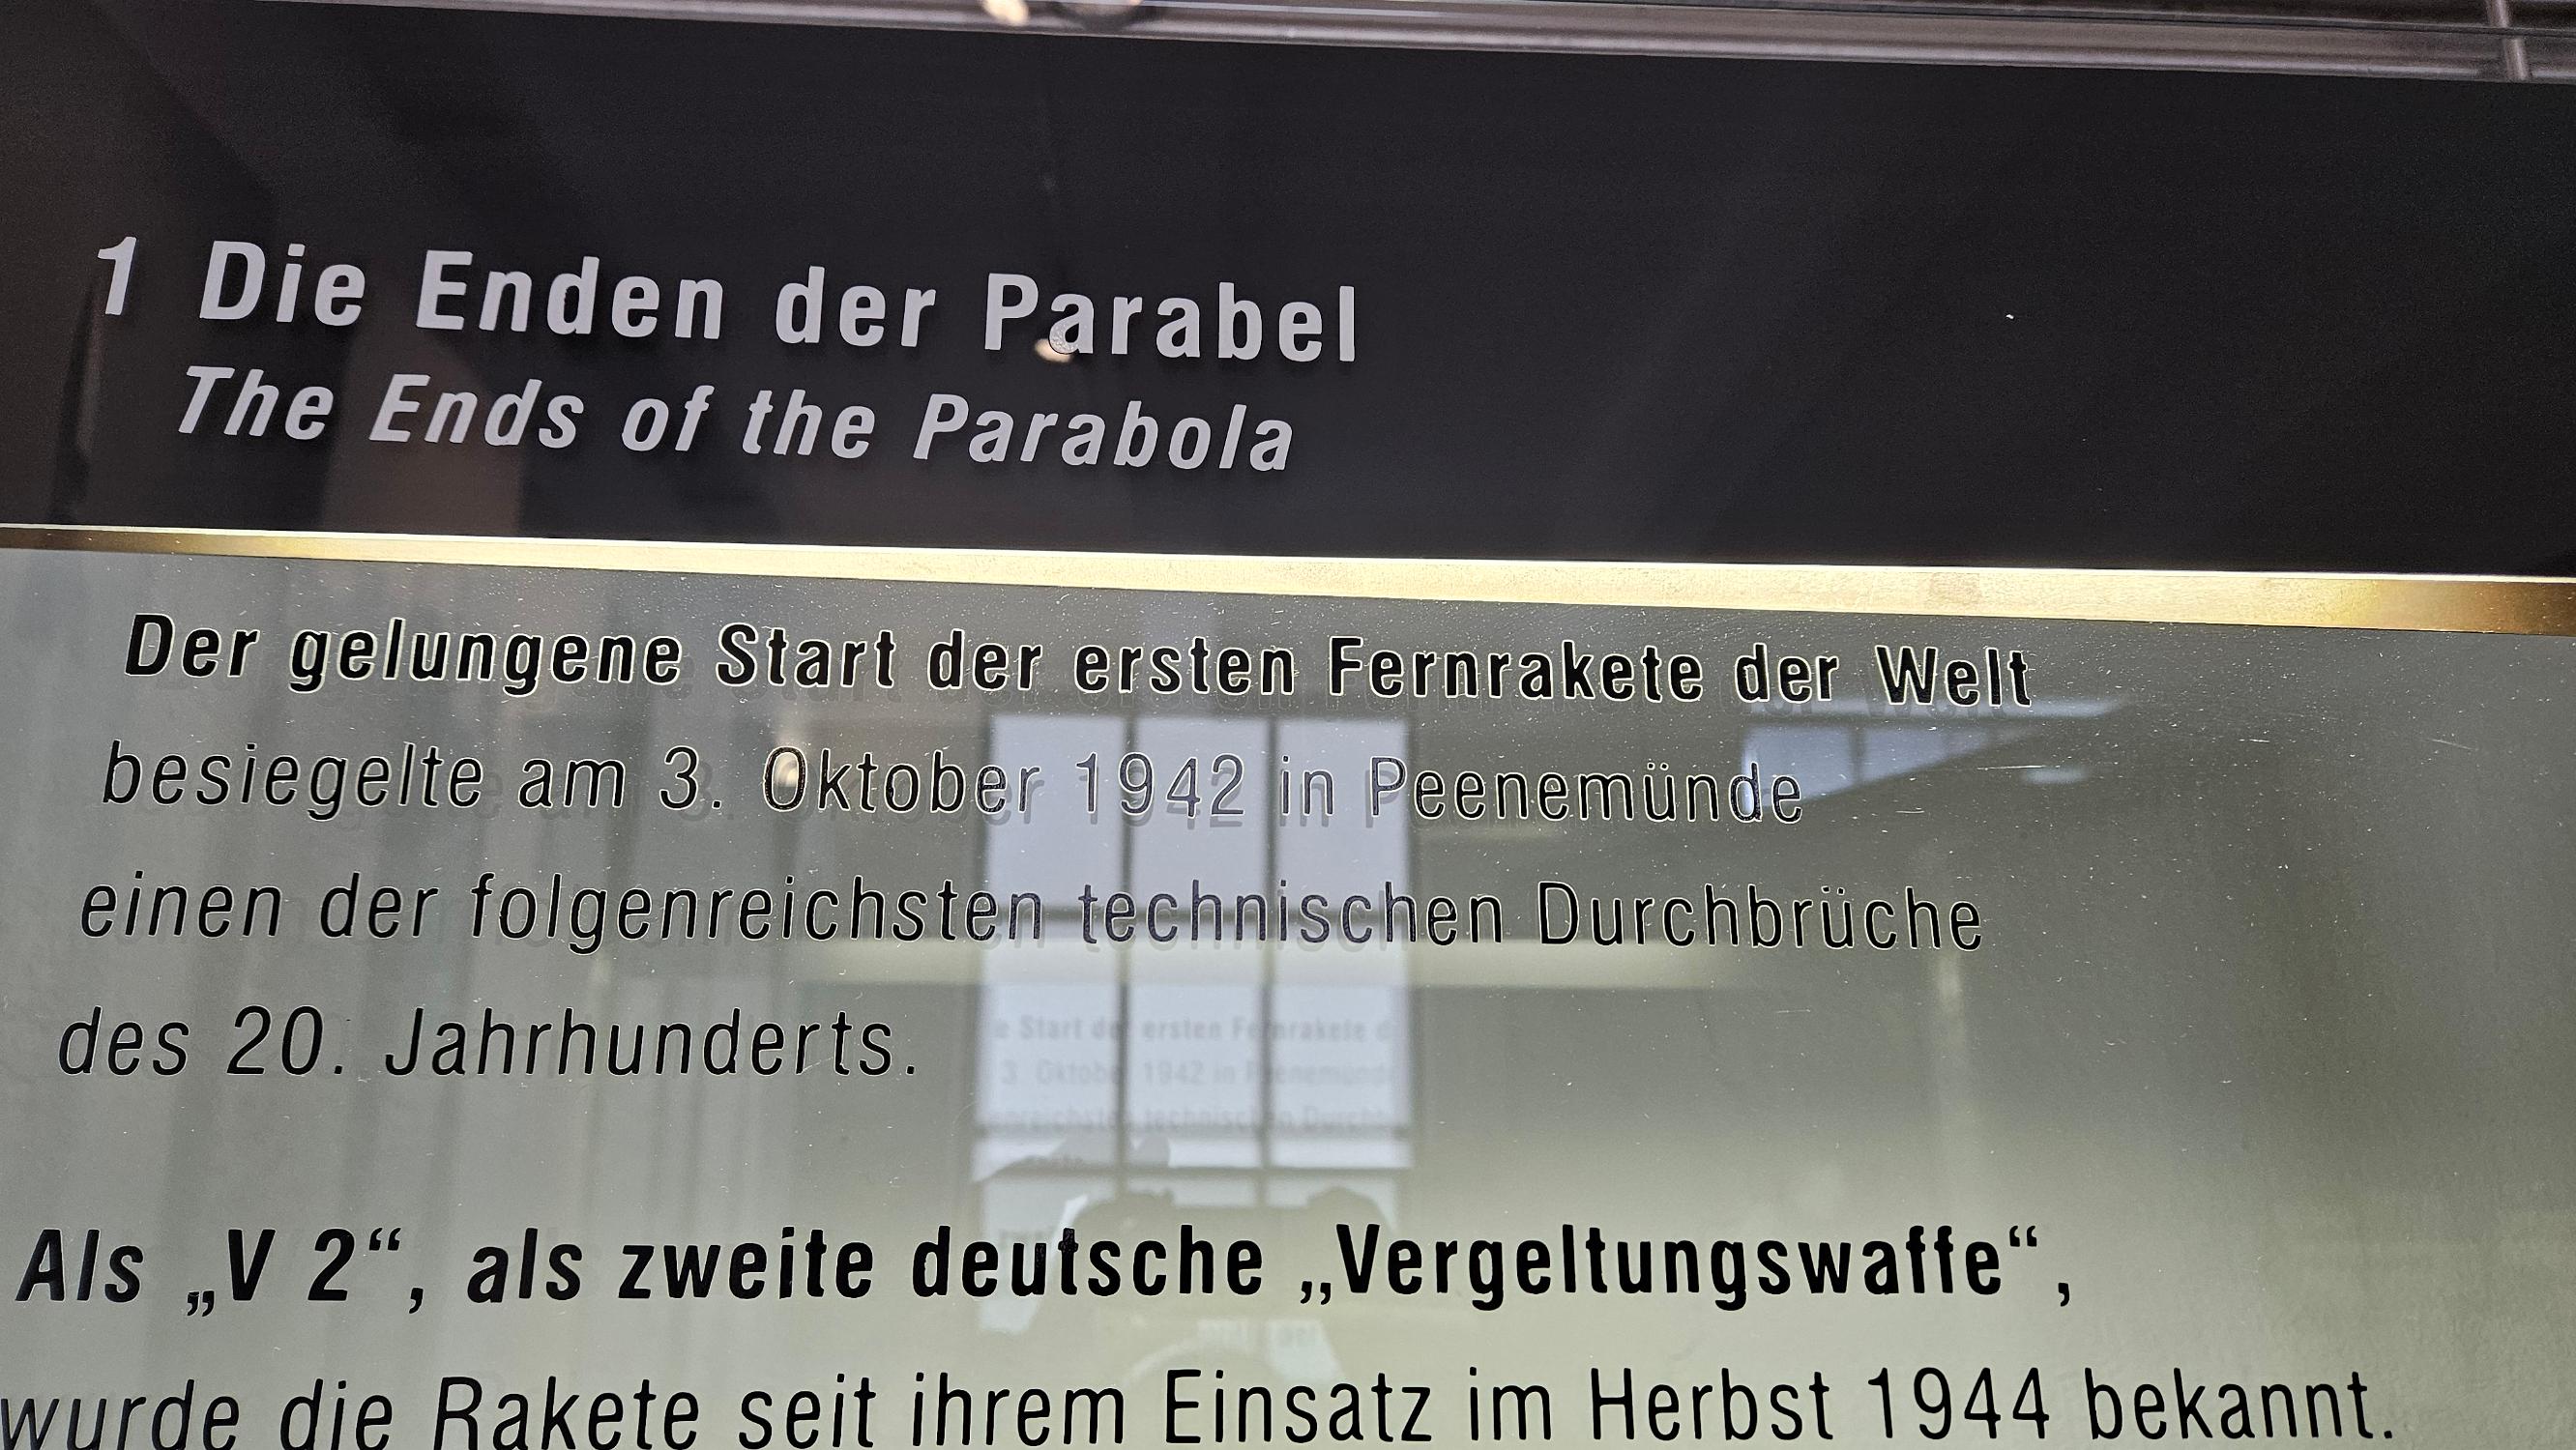 1 Die Enden der Parabel
The Ends of the Parabola
Der gelungene Start der ersten Fernrakete der Welt
besiegelte am 3. Oktober 1942 in Peenemünde
einen der folgenreichsten technischen Durchbrüche
des 20. Jahrhunderts.
Als „V 2“, als zweite deutsche „Vergeltungswaffe“,
wurde die Rakete seit ihrem Einsatz im Herbst 1944 bekannt.